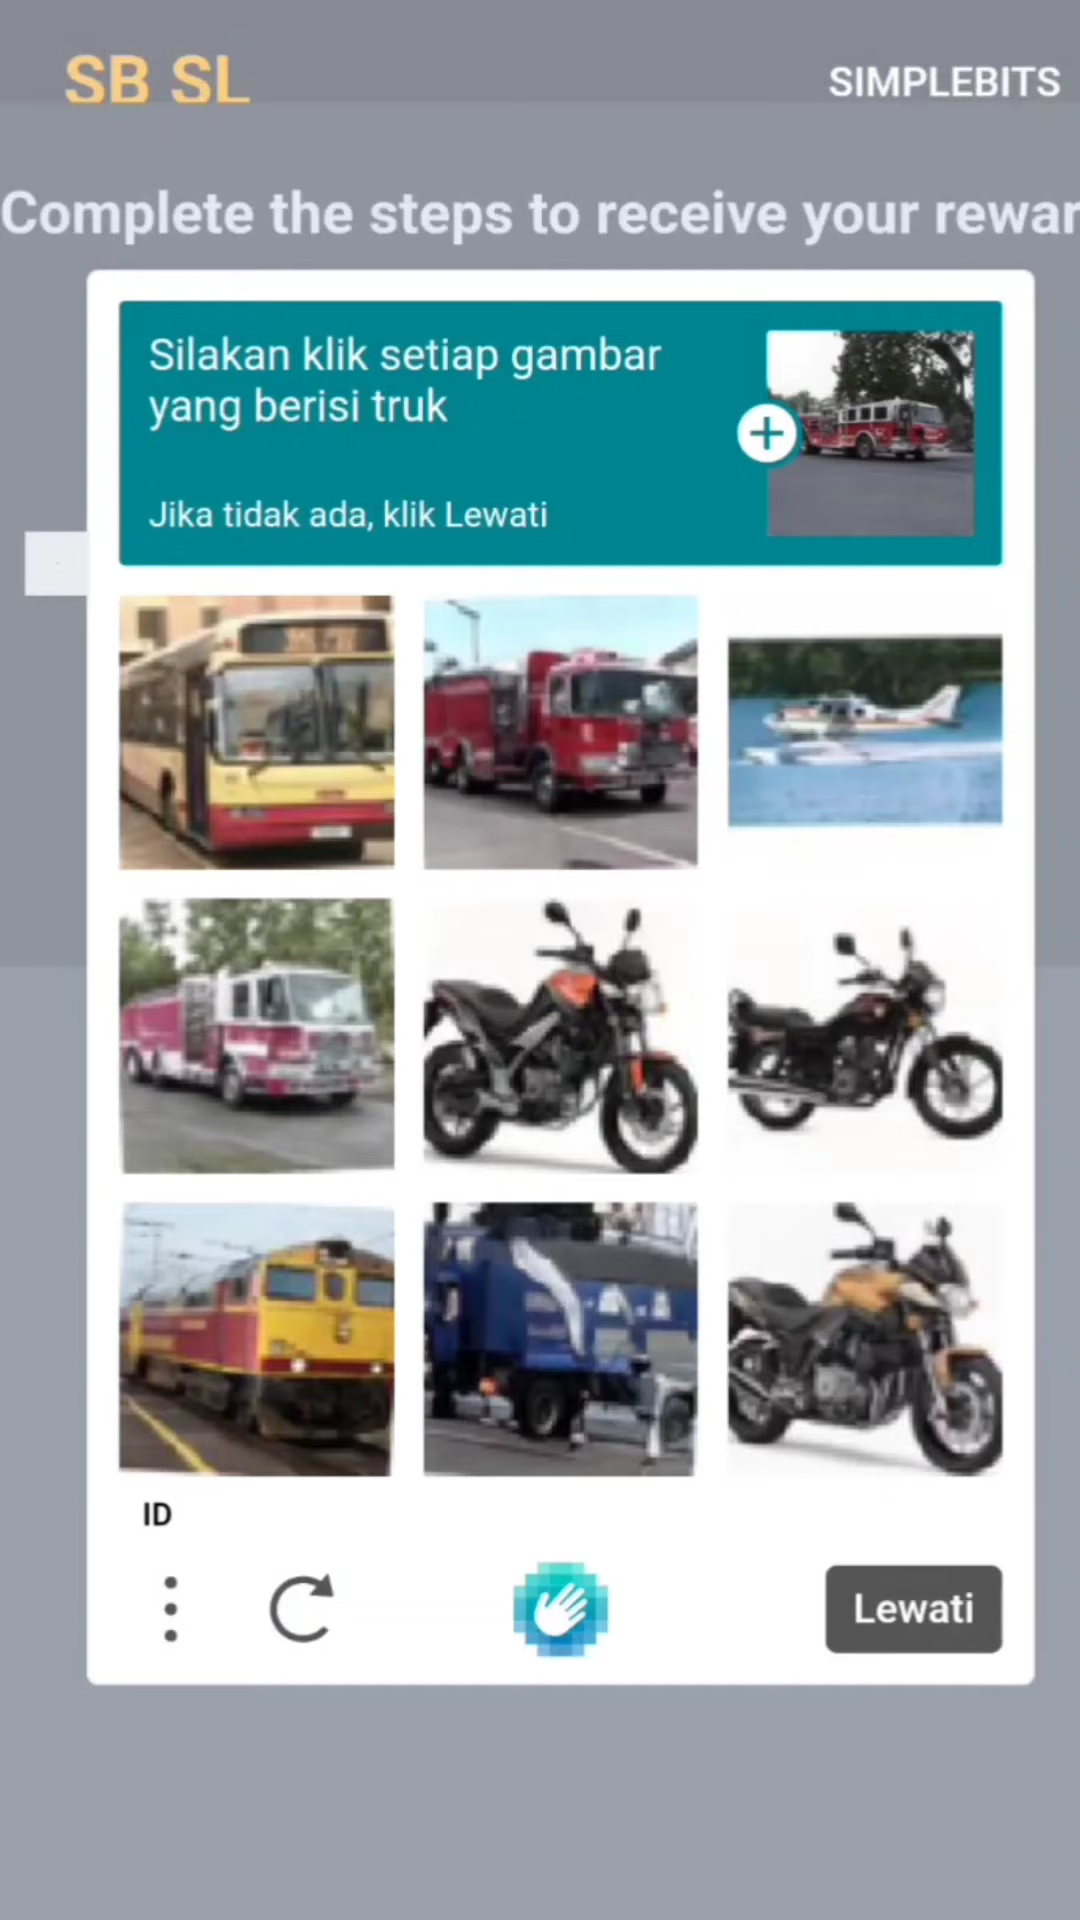 SB SL
SIMPLEBITS
Complete the steps to receive your rewar
Silakan klik setiap gambar
yang berisi truk
Jika tidak ada, klik Lewati
ID
Lewati